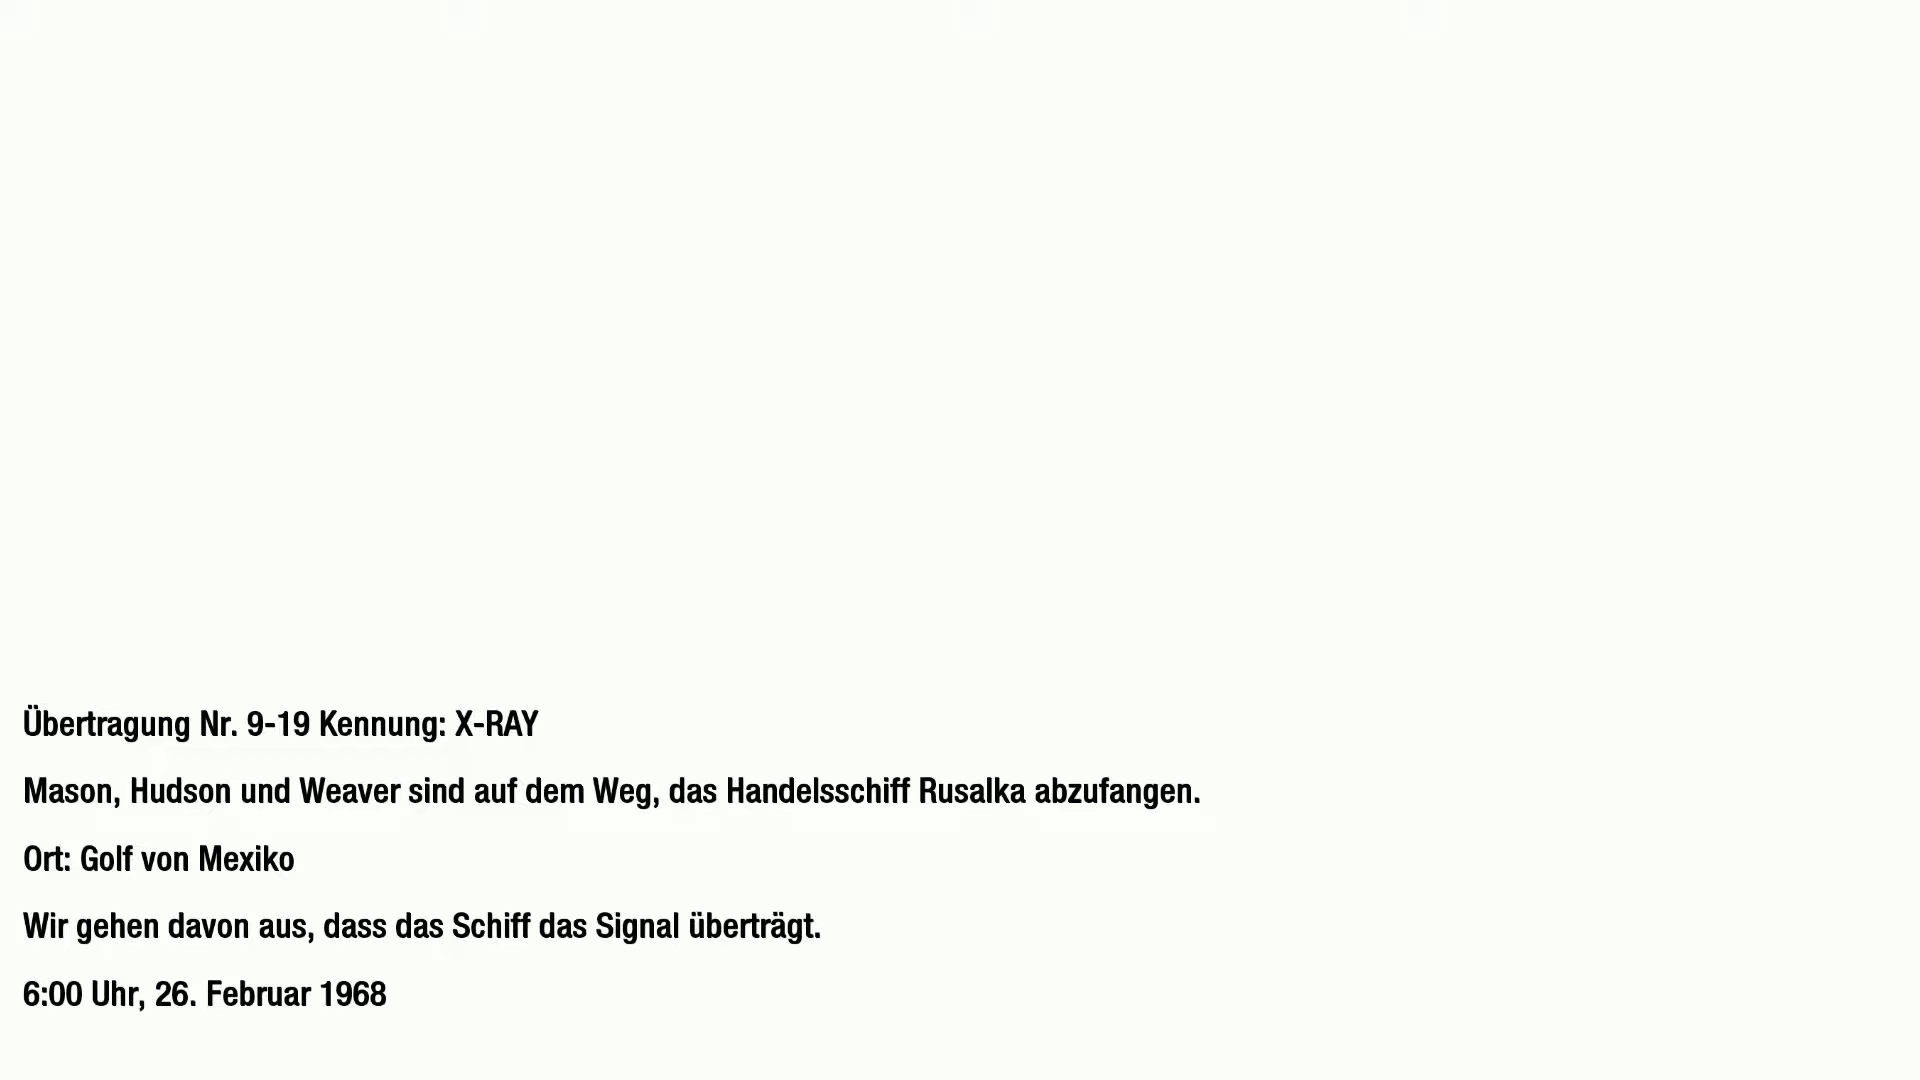 Übertragung Nr. 9-19 Kennung: X-RAY
Mason, Hudson und Weaver sind auf dem Weg, das Handelsschiff Rusalka abzufangen.
Ort: Golf von Mexiko
Wir gehen davon aus, dass das Schiff das Signal überträgt.
6:00 Uhr, 26. Februar 1968